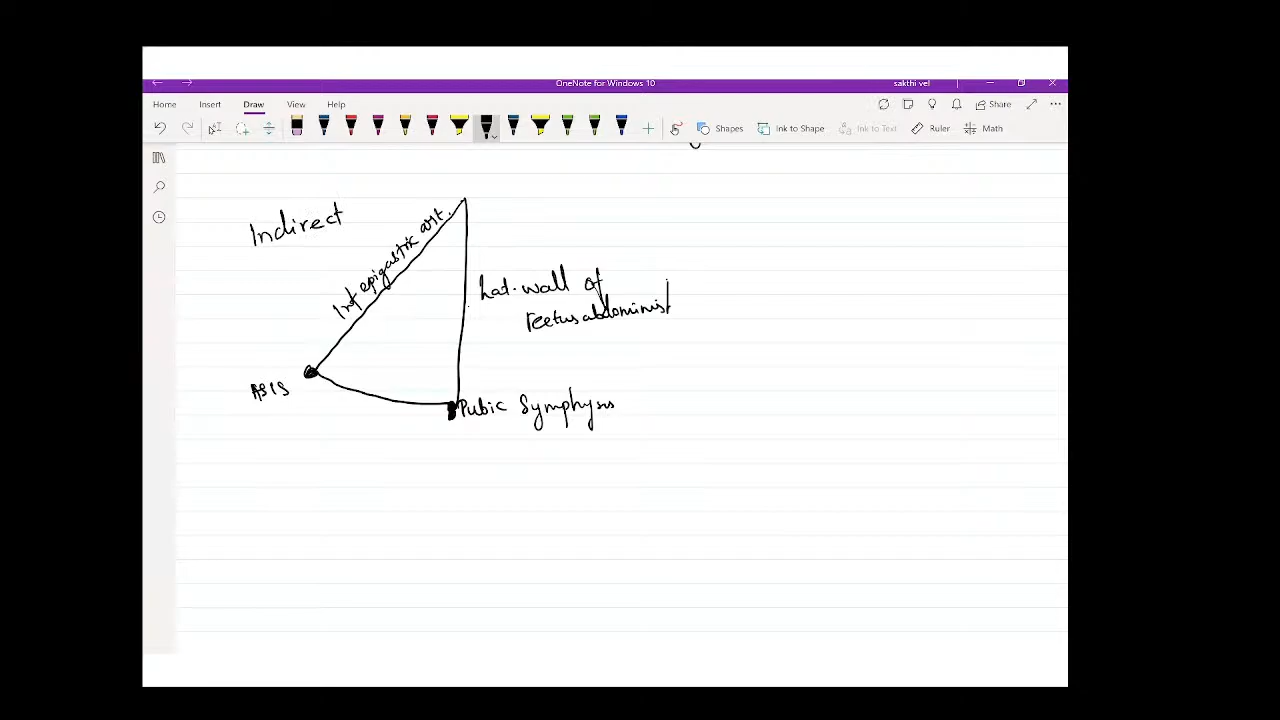 OneNote for Windows 10
sakthi vel
Home Insert Draw View Help
Share
Shapes Ink to Shape Ink to Text Ruler Math
Indirect
Inf epigastric art.
Lat. wall of
rectus abdominis
ASIS
Pubic Symphysis